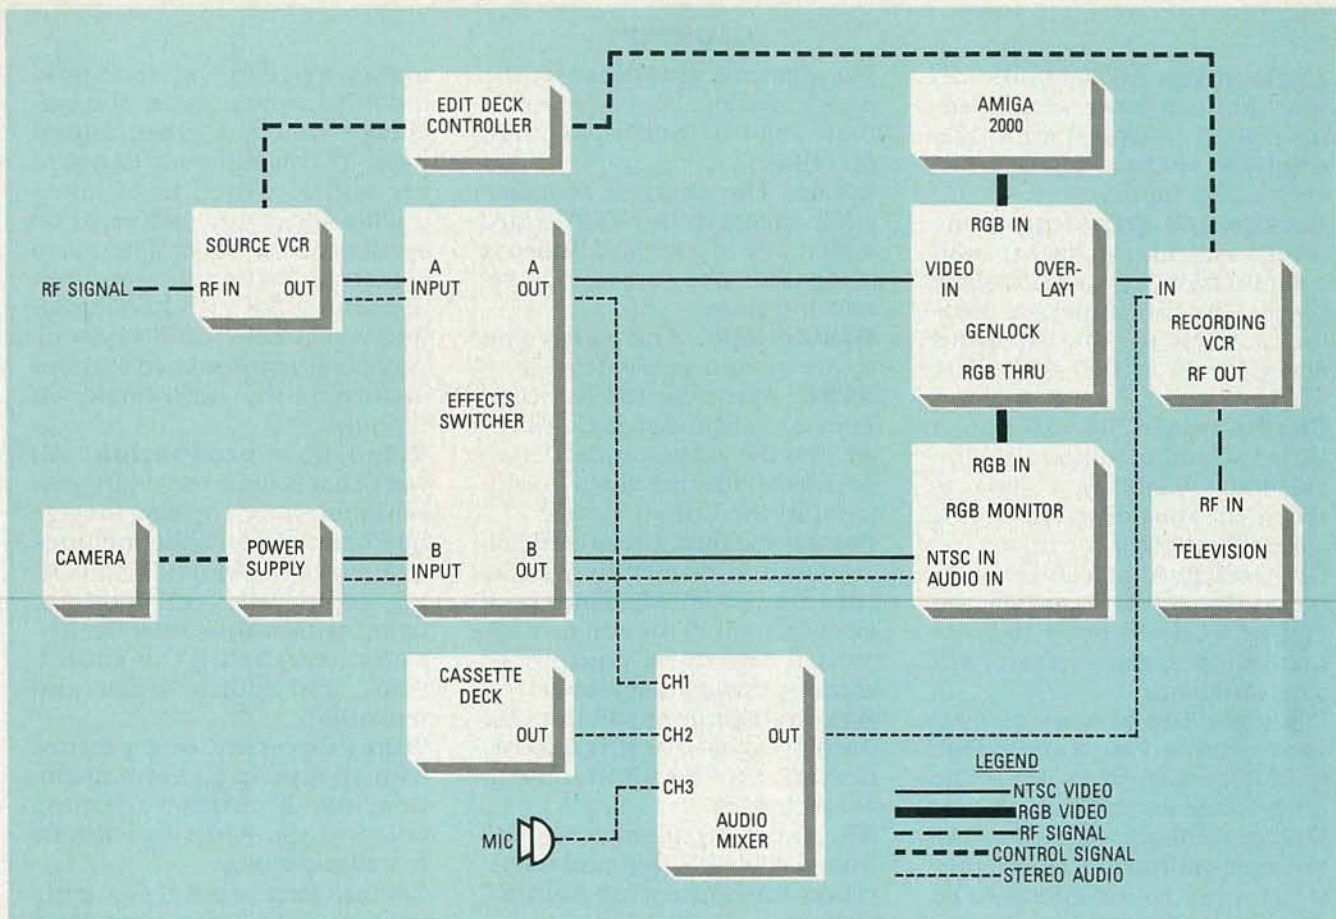 EDIT DECK
CONTROLLER
AMIGA
2000
SOURCE VCR
RF SIGNAL
RF IN
OUT
A
INPUT
A
OUT
EFFECTS
SWITCHER
B
INPUT
B
OUT
RGB IN
VIDEO
IN
OVER-
LAY1
GENLOCK
RGB THRU
IN
RECORDING
VCR
RF OUT
RGB IN
RGB MONITOR
NTSC IN
AUDIO IN
RF IN
TELEVISION
CAMERA
POWER
SUPPLY
CASSETTE
DECK
OUT
CH1
CH2
CH3
OUT
AUDIO
MIXER
MIC
LEGEND
NTSC VIDEO
RGB VIDEO
RF SIGNAL
CONTROL SIGNAL
STEREO AUDIO